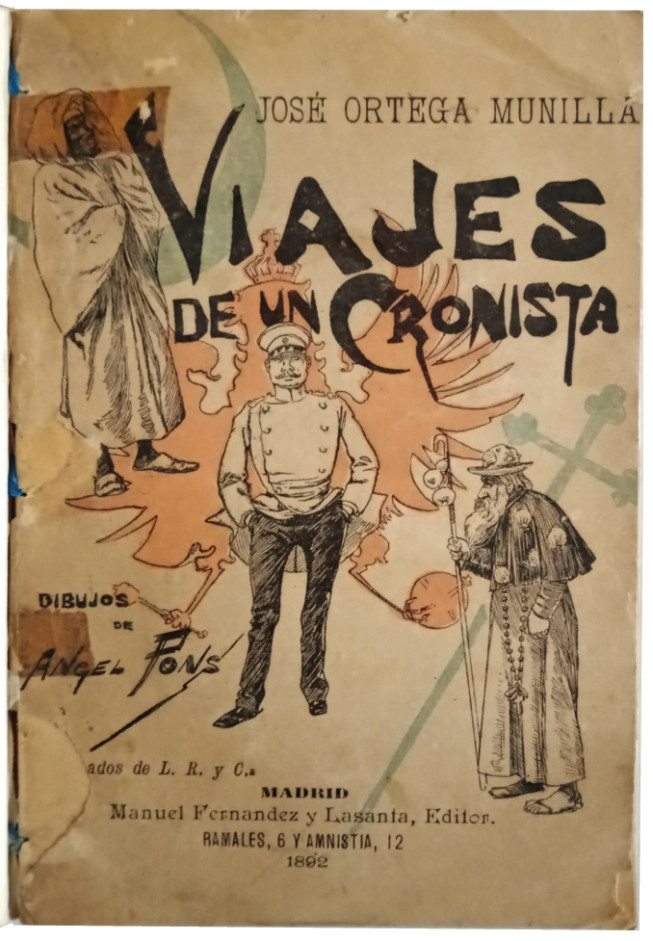 JOSÉ ORTEGA MUNILLA
VIAJES
DE UN CRONISTA
DIBUJOS
DE
ANGEL PONS
ados de L. R. y C.a
MADRID
Manuel Fernandez y Lasanta, Editor.
RAMALES, 6 Y AMNISTIA, 12
1892